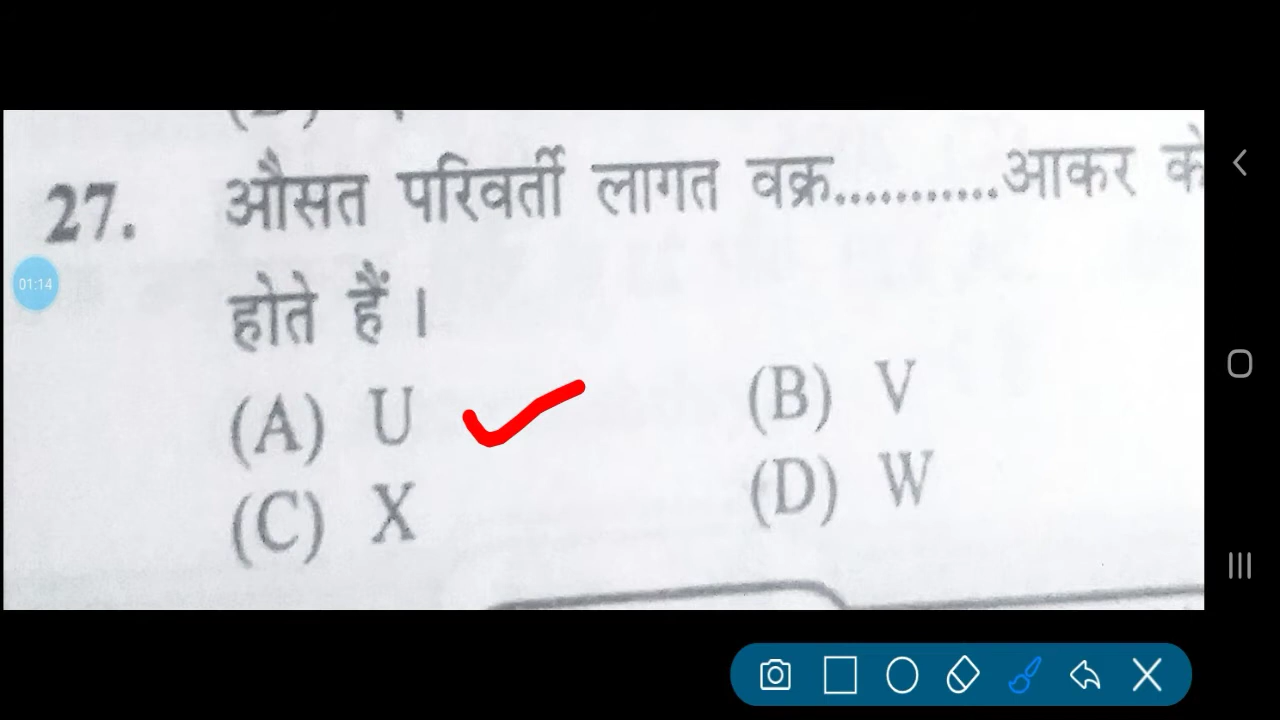 27. औसत परिवर्ती लागत वक्र...........आकर के
होते हैं।
(A) U (B) V
(C) X (D) W
01:14